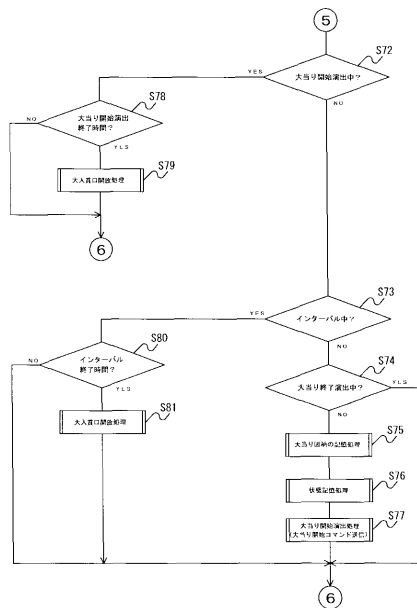 5
S72
YES
大当り開始演出中?
NO
S78
NO
大当り開始演出
終了時間?
YES
S79
大入賞口開放処理
6
S73
YES
インターバル中?
NO
S80
NO
インターバル
終了時間?
YES
S81
大入賞口開放処理
S74
大当り終了演出中?
YES
NO
S75
大当り図柄の記憶処理
S76
状態記憶処理
S77
大当り開始演出処理
(大当り開始コマンド送信)
6